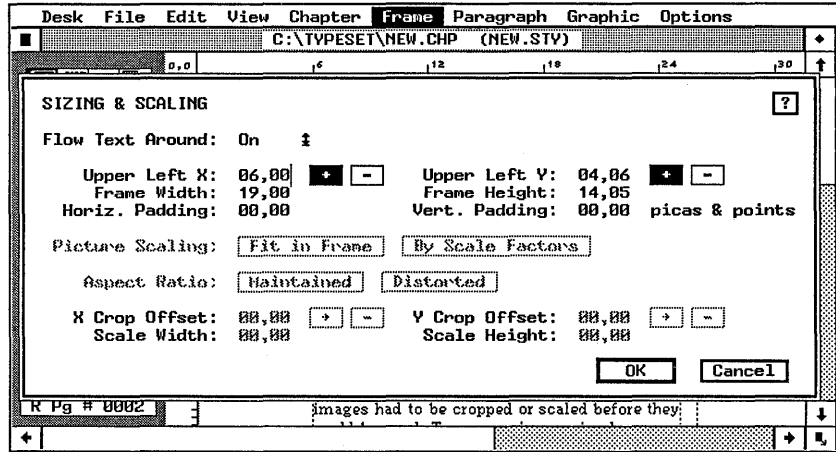 Desk File Edit View Chapter Frame Paragraph Graphic Options
C:\TYPESET\NEW.CHP (NEW.STY)
0,0 6 12 18 24 30
SIZING & SCALING ?
Flow Text Around: On ↕
Upper Left X: 06,00 + - Upper Left Y: 04,06 + -
Frame Width: 19,00 Frame Height: 14,05
Horiz. Padding: 00,00 Vert. Padding: 00,00 picas & points
Picture Scaling: Fit in Frame By Scale Factors
Aspect Ratio: Maintained Distorted
X Crop Offset: 00,00 → - Y Crop Offset: 00,00 → -
Scale Width: 00,00 Scale Height: 00,00
OK Cancel
R Pg # 0002
images had to be cropped or scaled before they